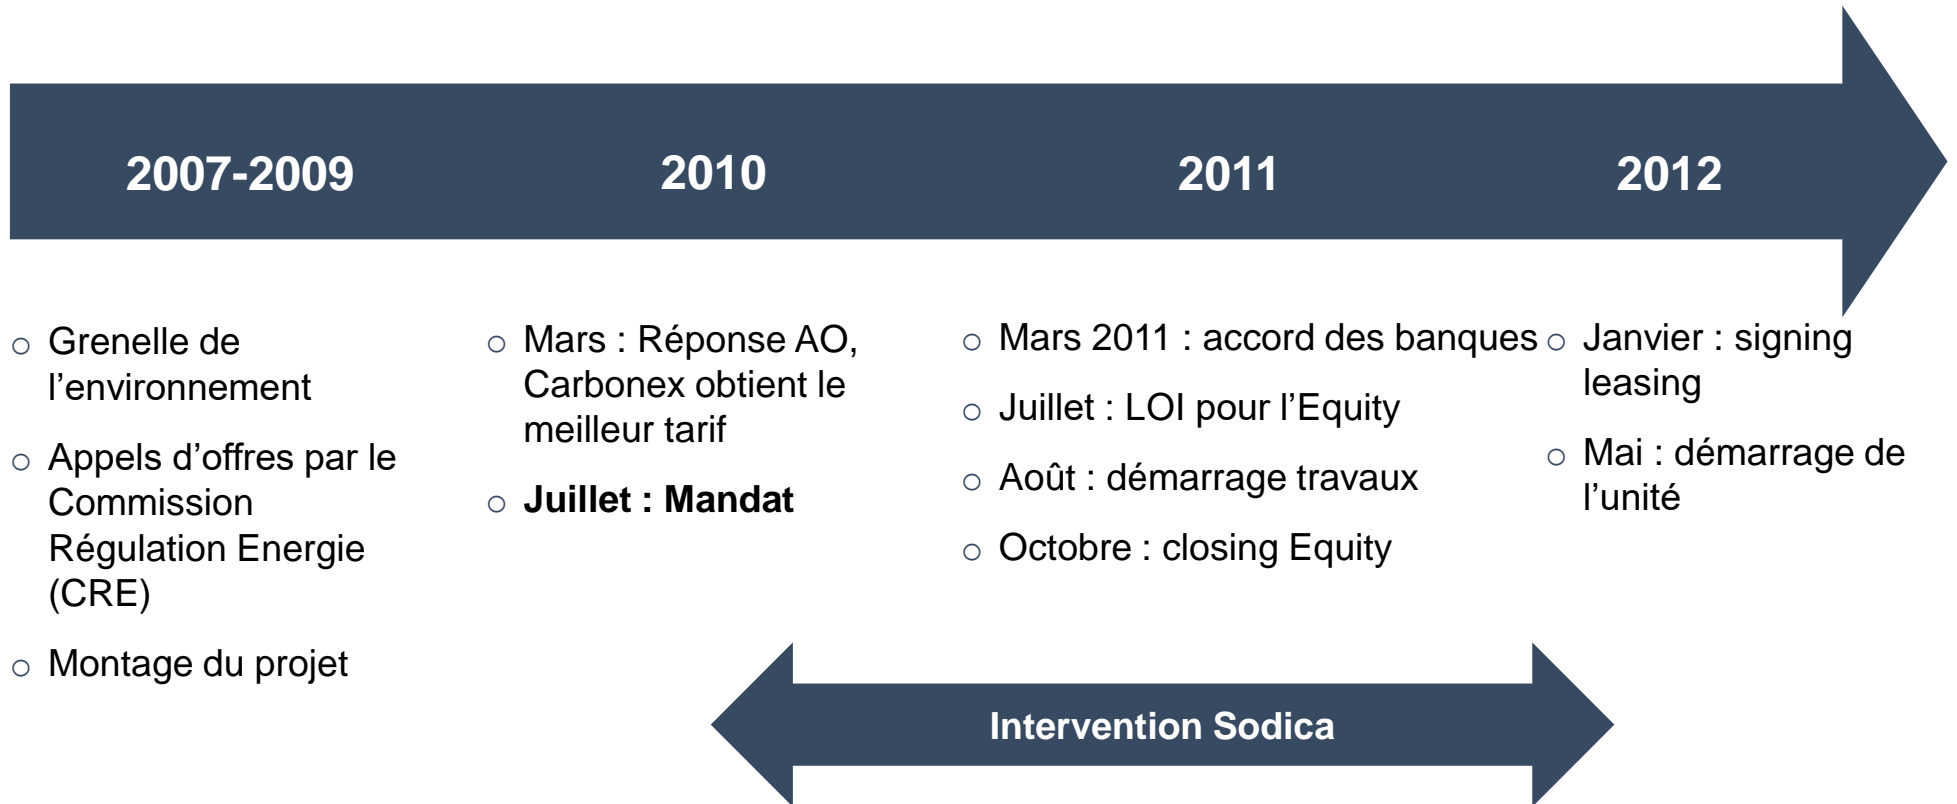 2007-2009
2010
2011
2012
○ Grenelle de
l’environnement
○ Appels d’offres par le
Commission
Régulation Energie
(CRE)
○ Montage du projet
○ Mars : Réponse AO,
Carbonex obtient le
meilleur tarif
○ Juillet : Mandat
○ Mars 2011 : accord des banques
○ Juillet : LOI pour l’Equity
○ Août : démarrage travaux
○ Octobre : closing Equity
○ Janvier : signing
leasing
○ Mai : démarrage de
l’unité
Intervention Sodica